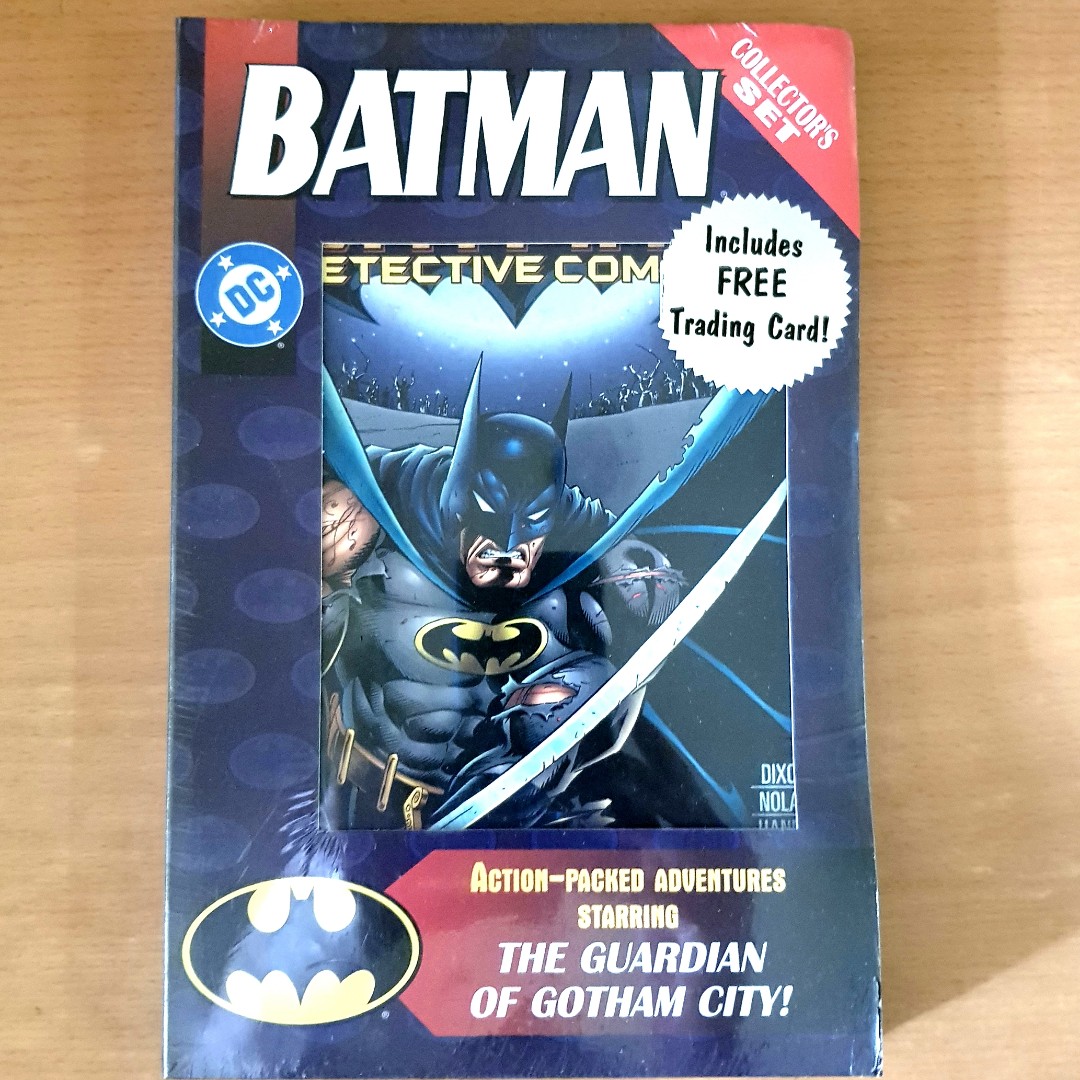 BATMAN
COLLECTOR'S
SET
DC
Includes
FREE
Trading Card!
ETECTIVE COM
DIXO
NOLA
ACTION-PACKED ADVENTURES
STARRING
THE GUARDIAN
OF GOTHAM CITY!